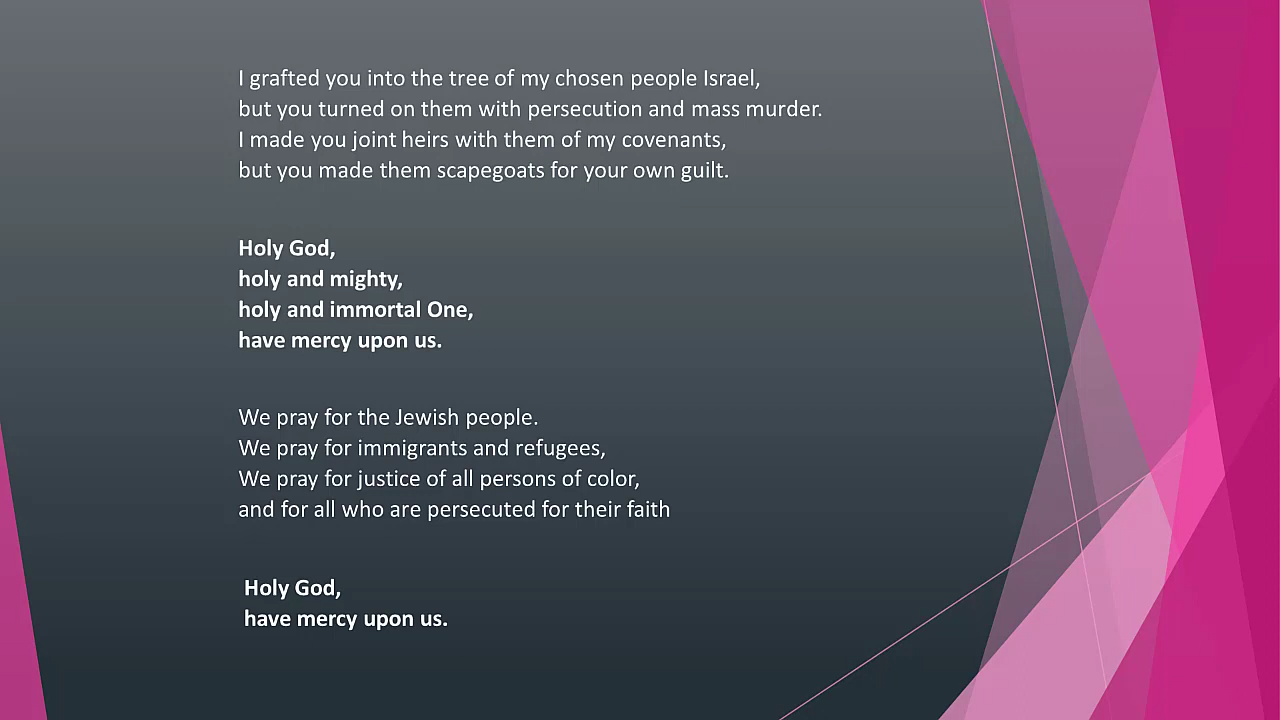 I grafted you into the tree of my chosen people Israel,
but you turned on them with persecution and mass murder.
I made you joint heirs with them of my covenants,
but you made them scapegoats for your own guilt.
Holy God,
holy and mighty,
holy and immortal One,
have mercy upon us.
We pray for the Jewish people.
We pray for immigrants and refugees,
We pray for justice of all persons of color,
and for all who are persecuted for their faith
Holy God,
have mercy upon us.